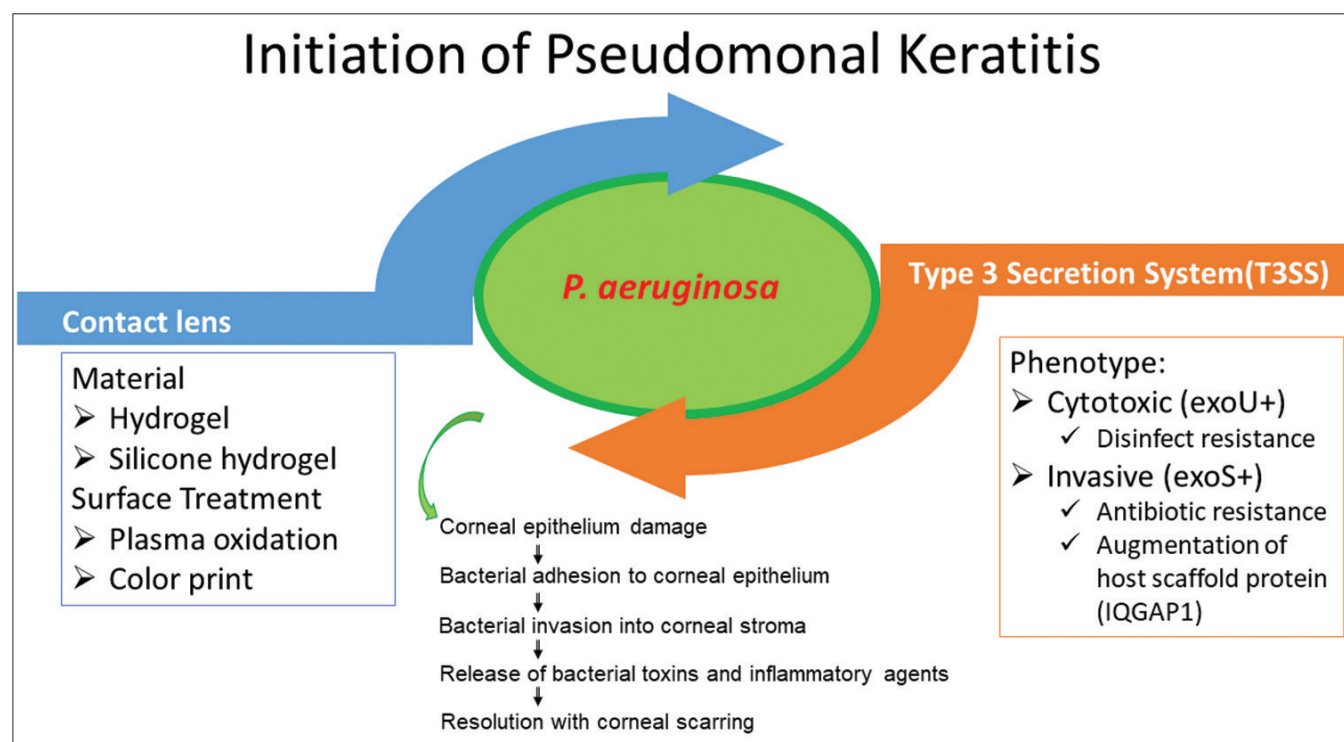 Initiation of Pseudomonal Keratitis
P. aeruginosa
Contact lens
Material
➢ Hydrogel
➢ Silicone hydrogel
Surface Treatment
➢ Plasma oxidation
➢ Color print
Type 3 Secretion System(T3SS)
Phenotype:
➢ Cytotoxic (exoU+)
✓ Disinfect resistance
➢ Invasive (exoS+)
✓ Antibiotic resistance
✓ Augmentation of
host scaffold protein
(IQGAP1)
Corneal epithelium damage
Bacterial adhesion to corneal epithelium
Bacterial invasion into corneal stroma
Release of bacterial toxins and inflammatory agents
Resolution with corneal scarring